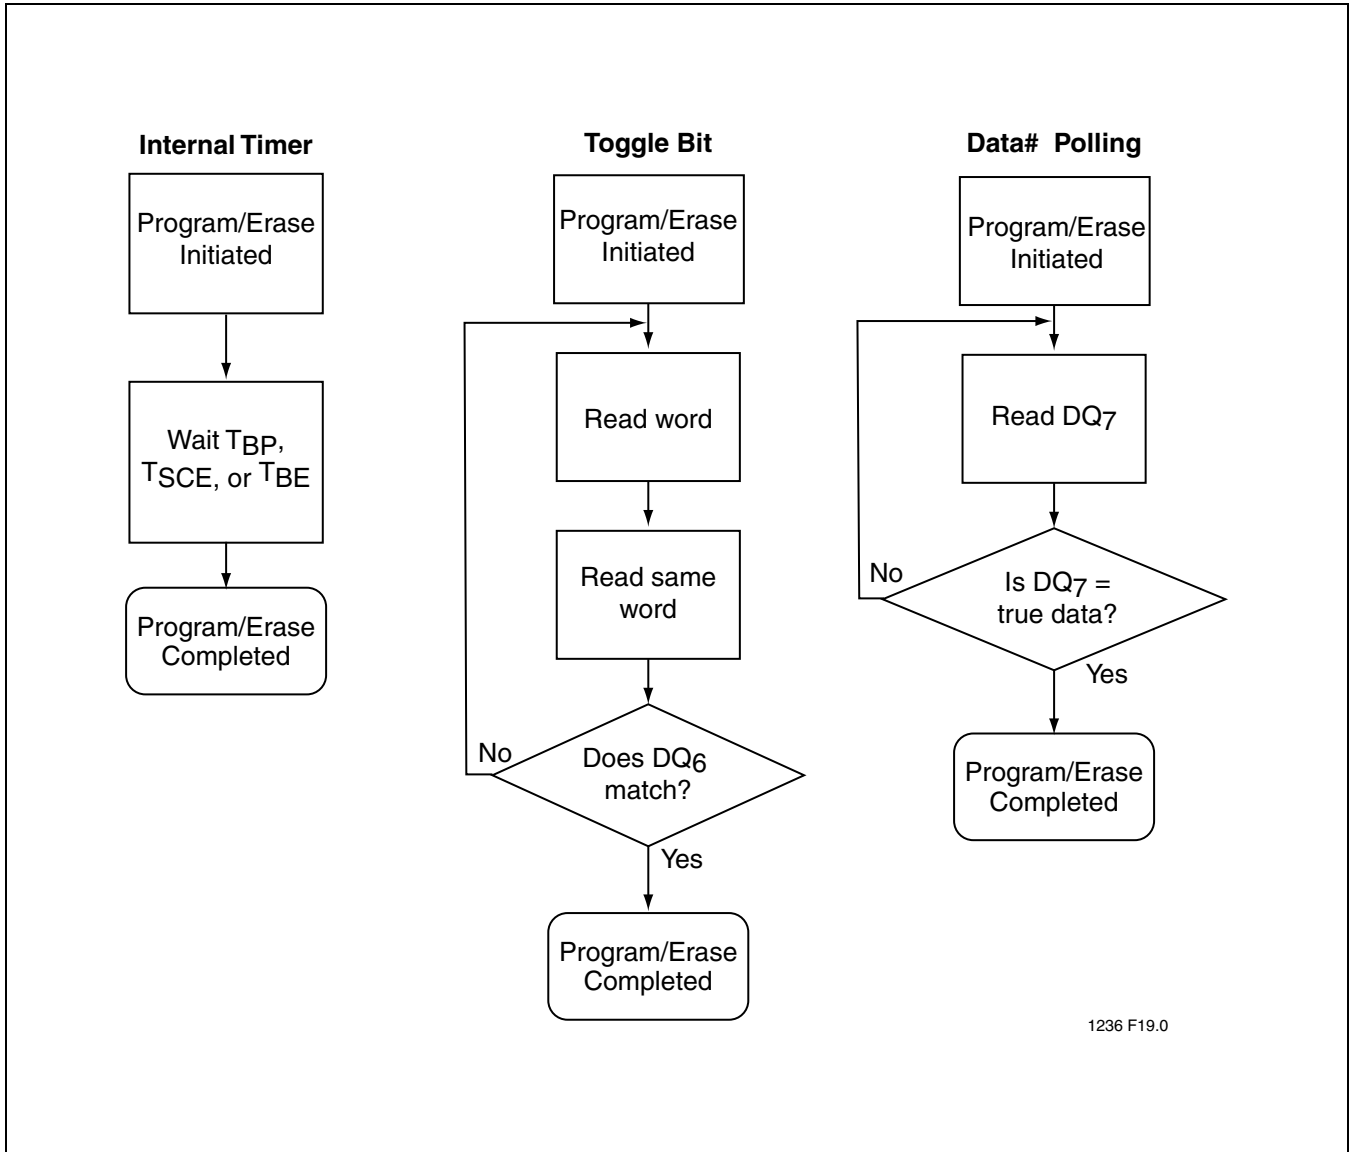 Internal Timer
Program/Erase
Initiated
Wait TBP,
TSCE, or TBE
Program/Erase
Completed
Toggle Bit
Program/Erase
Initiated
Read word
Read same
word
Does DQ6
match?
No
Yes
Program/Erase
Completed
Data# Polling
Program/Erase
Initiated
Read DQ7
Is DQ7 =
true data?
No
Yes
Program/Erase
Completed
1236 F19.0